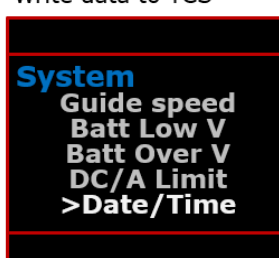 Write data to TCS
System
Guide speed
Batt Low V
Batt Over V
DC/A Limit
>Date/Time